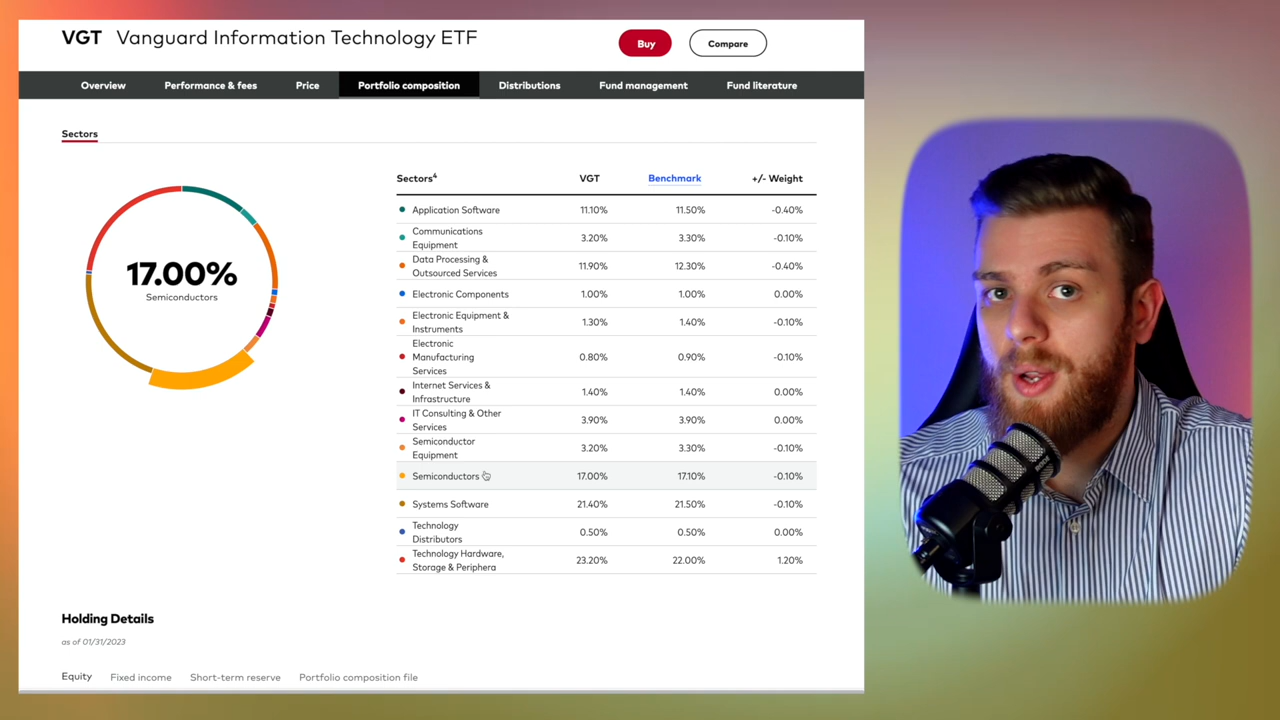 VGT Vanguard Information Technology ETF
Buy
Compare
Overview
Performance & fees
Price
Portfolio composition
Distributions
Fund management
Fund literature
Sectors
17.00%
Semiconductors
Sectors4 VGT Benchmark +/- Weight
Application Software 11.10% 11.50% -0.40%
Communications
Equipment 3.20% 3.30% -0.10%
Data Processing &
Outsourced Services 11.90% 12.30% -0.40%
Electronic Components 1.00% 1.00% 0.00%
Electronic Equipment &
Instruments 1.30% 1.40% -0.10%
Electronic
Manufacturing
Services 0.80% 0.90% -0.10%
Internet Services &
Infrastructure 1.40% 1.40% 0.00%
IT Consulting & Other
Services 3.90% 3.90% 0.00%
Semiconductor
Equipment 3.20% 3.30% -0.10%
Semiconductors 17.00% 17.10% -0.10%
Systems Software 21.40% 21.50% -0.10%
Technology
Distributors 0.50% 0.50% 0.00%
Technology Hardware,
Storage & Periphera 23.20% 22.00% 1.20%
Holding Details
as of 01/31/2023
Equity
Fixed income
Short-term reserve
Portfolio composition file
RØDE